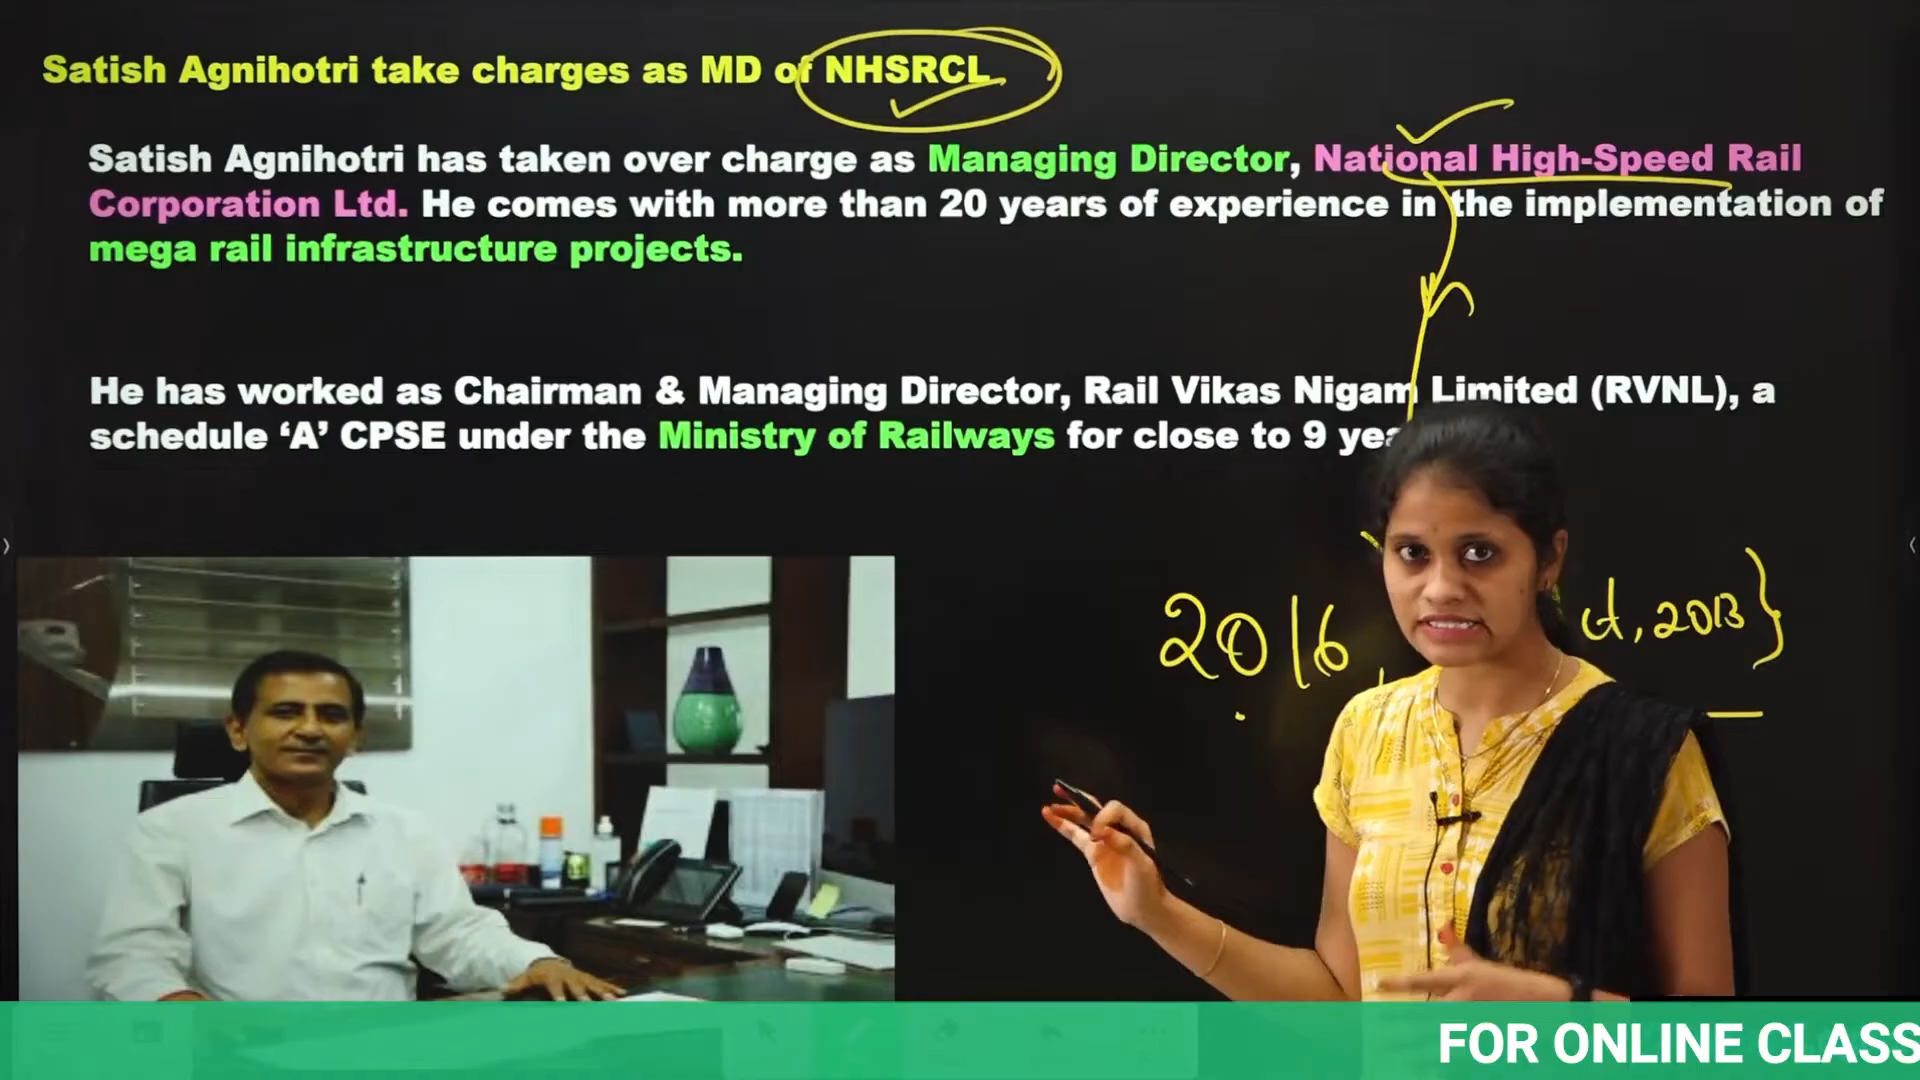 Satish Agnihotri take charges as MD of NHSRCL
Satish Agnihotri has taken over charge as Managing Director, National High-Speed Rail
Corporation Ltd. He comes with more than 20 years of experience in the implementation of
mega rail infrastructure projects.
He has worked as Chairman & Managing Director, Rail Vikas Nigam Limited (RVNL), a
schedule ‘A’ CPSE under the Ministry of Railways for close to 9
2016, 2013}
FOR ONLINE CLASS